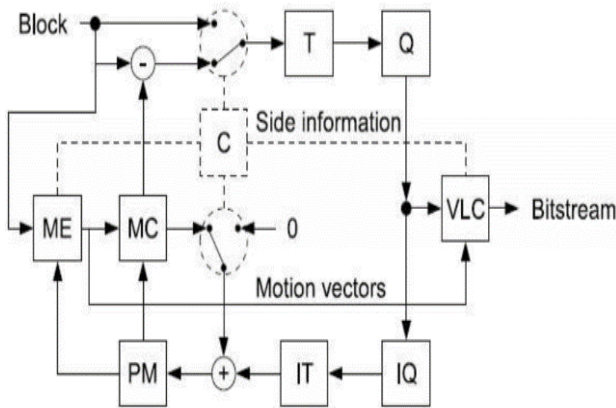 Block
T
Q
-
Side information
C
ME
MC
0
VLC
Bitstream
Motion vectors
PM
+
IT
IQ